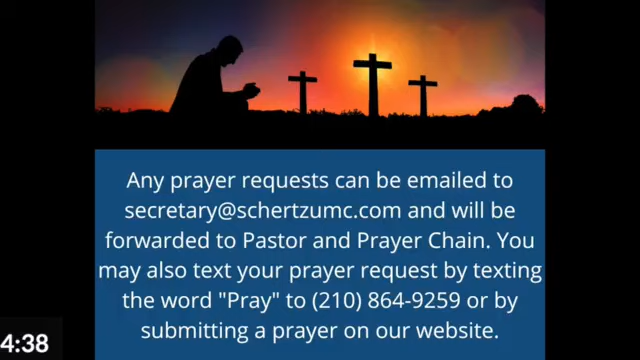 Any prayer requests can be emailed to
secretary@schertzumc.com and will be
forwarded to Pastor and Prayer Chain. You
may also text your prayer request by texting
the word "Pray" to (210) 864-9259 or by
submitting a prayer on our website.
4:38